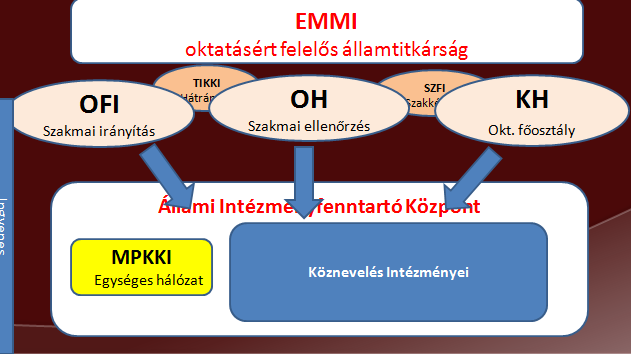 EMMI
oktatásért felelős államtitkárság
TIKKI
SZFI
OFI
Szakmai irányítás
OH
Szakmai ellenőrzés
KH
Okt. főosztály
Állami Intézményfenntartó Központ
MPKKI
Egységes hálózat
Köznevelés Intézményei